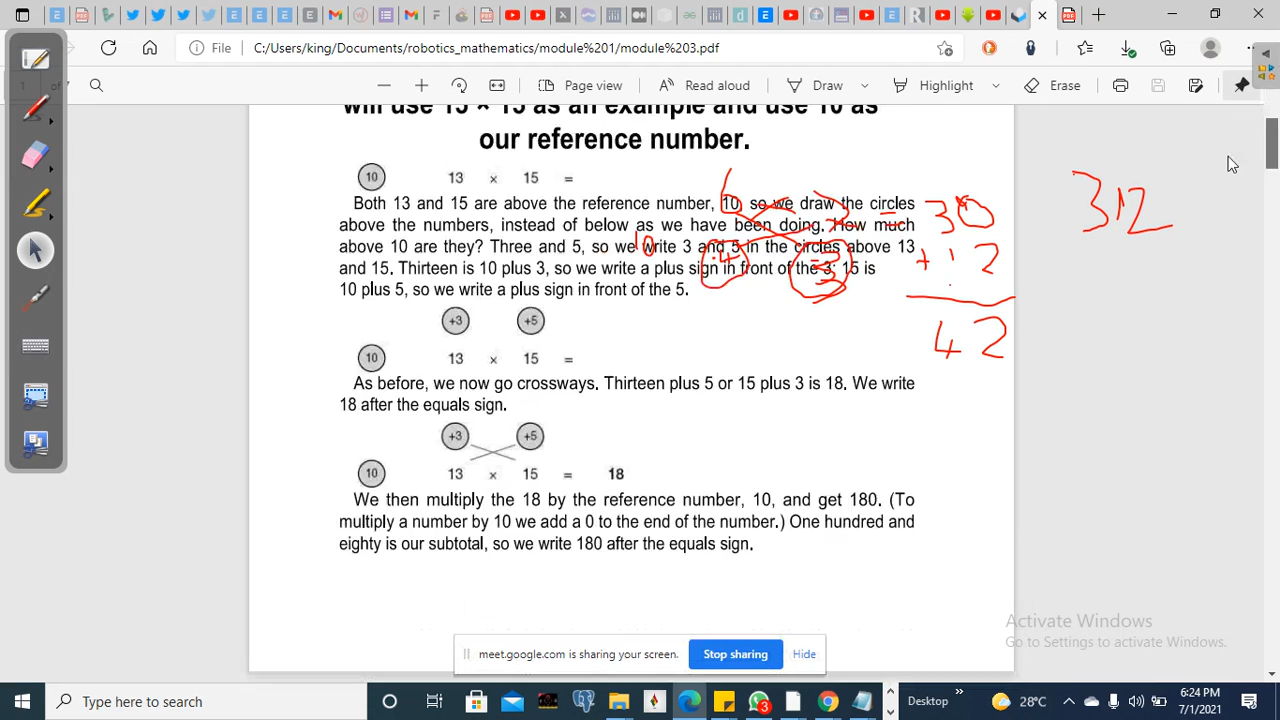 File
C:/Users/king/Documents/robotics_mathematics/module%201/module%203.pdf
1
of 7
Page view
Read aloud
Draw
Highlight
Erase
will use 13 × 15 as an example and use 10 as
our reference number.
10 13 × 15 =
Both 13 and 15 are above the reference number, 10, so we draw the circles
above the numbers, instead of below as we have been doing. How much
above 10 are they? Three and 5, so we write 3 and 5 in the circles above 13
and 15. Thirteen is 10 plus 3, so we write a plus sign in front of the 3; 15 is
10 plus 5, so we write a plus sign in front of the 5.
+3 +5
10 13 × 15 =
As before, we now go crossways. Thirteen plus 5 or 15 plus 3 is 18. We write
18 after the equals sign.
+3 +5
10 13 × 15 = 18
We then multiply the 18 by the reference number, 10, and get 180. (To
multiply a number by 10 we add a 0 to the end of the number.) One hundred and
eighty is our subtotal, so we write 180 after the equals sign.
10
= 30
+ 12
42
312
Activate Windows
Go to Settings to activate Windows.
meet.google.com is sharing your screen.
Stop sharing
Hide
Type here to search
3
Desktop
28°C
6:24 PM
7/1/2021